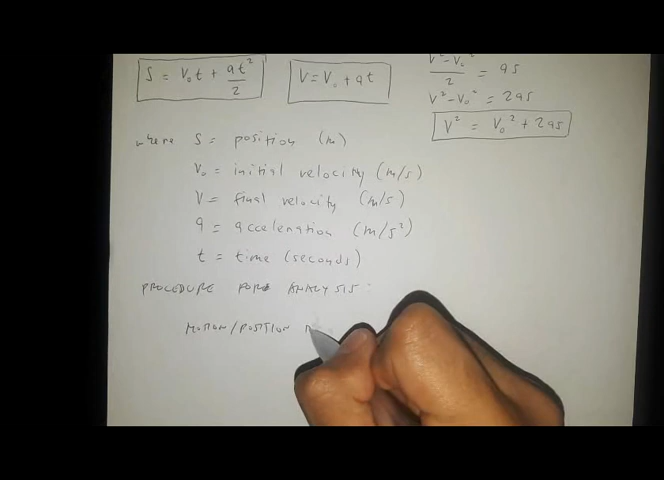 S = V₀t + at²/2
V = V₀ + at
V² - V₀² / 2 = as
V² - V₀² = 2as
V² = V₀² + 2as
where S = position (m)
V₀ = initial velocity (m/s)
V = final velocity (m/s)
a = acceleration (m/s²)
t = time (seconds)
PROCEDURE FOR ANALYSIS :
MOTION/POSITION